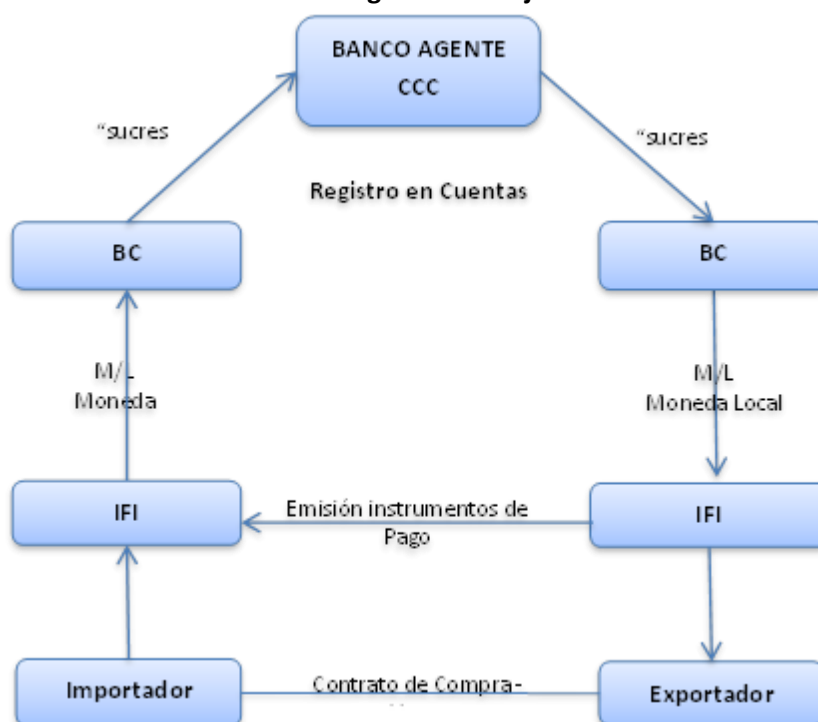 BANCO AGENTE
CCC
“sucres
“sucres
Registro en Cuentas
BC
BC
M/L
Moneda
M/L
Moneda Local
IFI
Emisión instrumentos de
Pago
IFI
Importador
Contrato de Compra-
Exportador